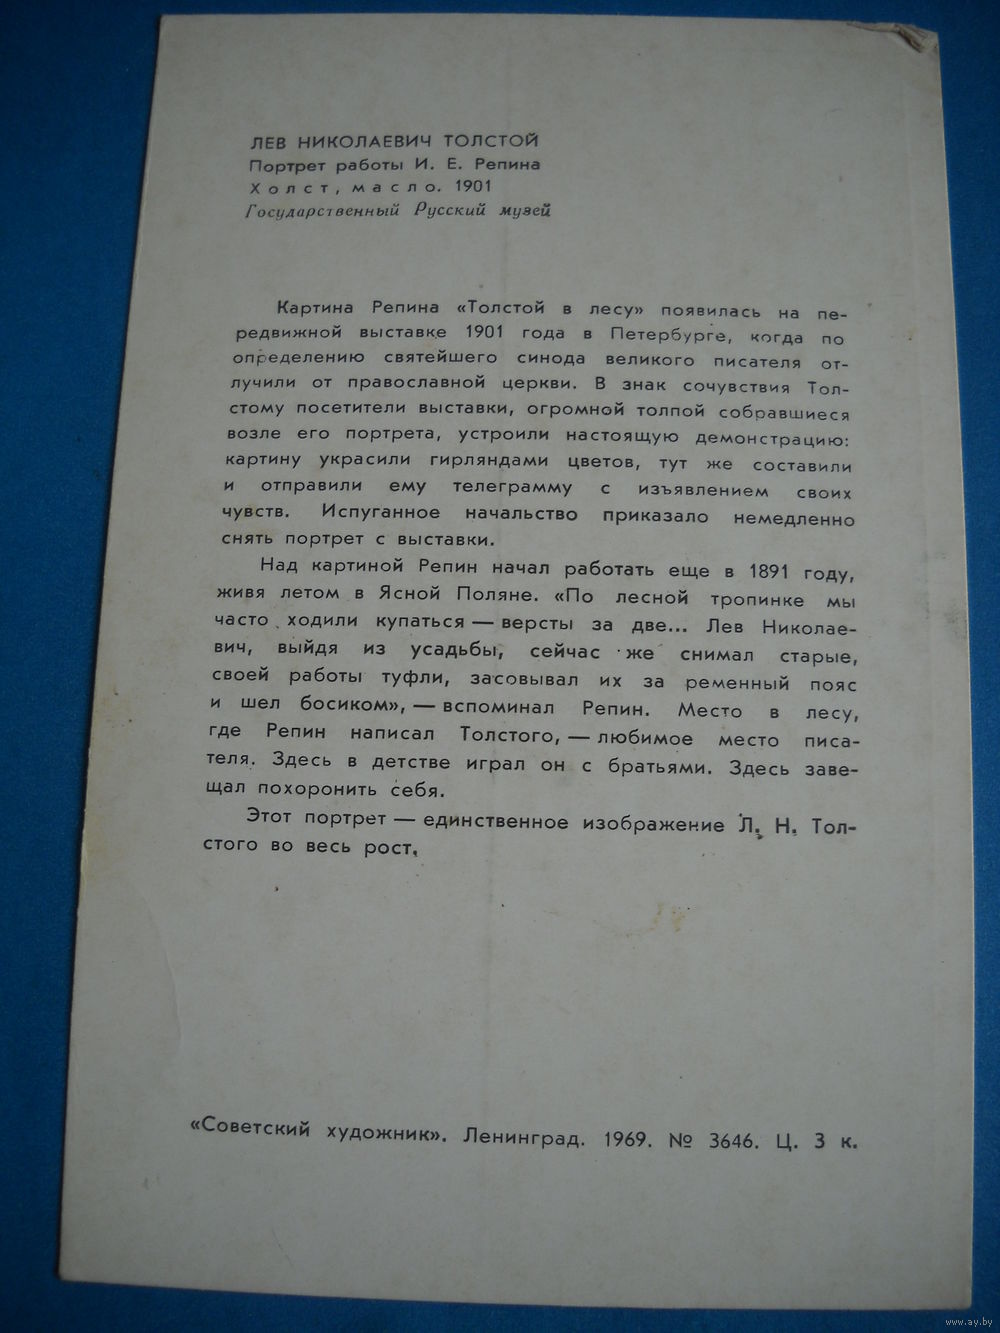 ЛЕВ НИКОЛАЕВИЧ ТОЛСТОЙ
Портрет работы И. Е. Репина
Холст, масло. 1901
Государственный Русский музей
Картина Репина «Толстой в лесу» появилась на пе-
редвижной выставке 1901 года в Петербурге, когда по
определению святейшего синода великого писателя от-
лучили от православной церкви. В знак сочувствия Тол-
стому посетители выставки, огромной толпой собравшиеся
возле его портрета, устроили настоящую демонстрацию:
картину украсили гирляндами цветов, тут же составили
и отправили ему телеграмму с изъявлением своих
чувств. Испуганное начальство приказало немедленно
снять портрет с выставки.
Над картиной Репин начал работать еще в 1891 году,
живя летом в Ясной Поляне. «По лесной тропинке мы
часто ходили купаться — версты за две... Лев Николае-
вич, выйдя из усадьбы, сейчас же снимал старые,
своей работы туфли, засовывал их за ременный пояс
и шел босиком», — вспоминал Репин. Место в лесу,
где Репин написал Толстого, — любимое место писа-
теля. Здесь в детстве играл он с братьями. Здесь заве-
щал похоронить себя.
Этот портрет — единственное изображение Л. Н. Тол-
стого во весь рост.
«Советский художник». Ленинград. 1969. № 3646. Ц. 3 к.
www.ay.by